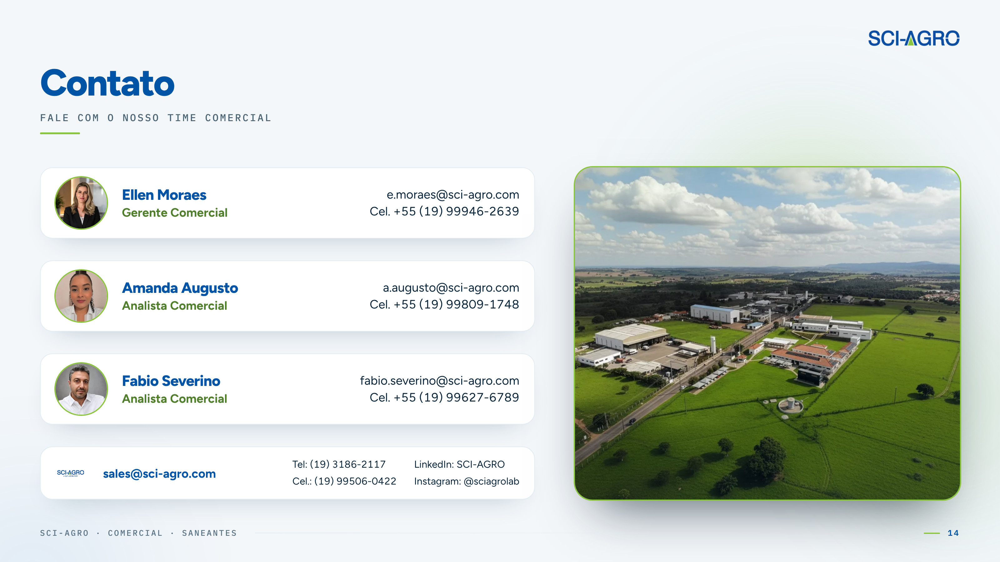 SCI-AGRO
Contato
FALE COM O NOSSO TIME COMERCIAL
Ellen Moraes
Gerente Comercial
e.moraes@sci-agro.com
Cel. +55 (19) 99946-2639
Amanda Augusto
Analista Comercial
a.augusto@sci-agro.com
Cel. +55 (19) 99809-1748
Fabio Severino
Analista Comercial
fabio.severino@sci-agro.com
Cel. +55 (19) 99627-6789
SCI-AGRO
A GLP LABORATORY
sales@sci-agro.com
Tel: (19) 3186-2117
Cel.: (19) 99506-0422
LinkedIn: SCI-AGRO
Instagram: @sciagrolab
SCI-AGRO · COMERCIAL · SANEANTES
14